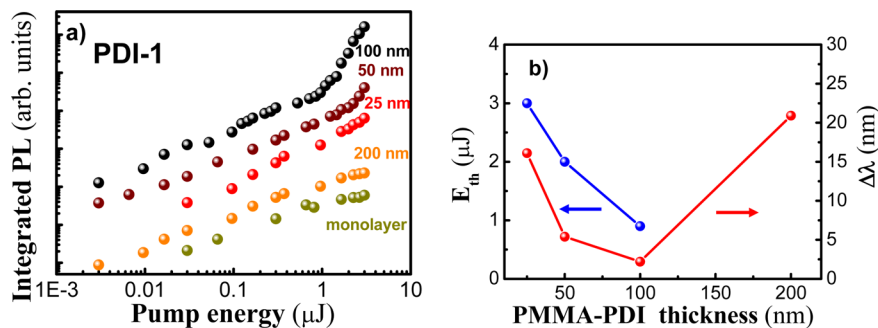 a)
PDI-1
100 nm
50 nm
25 nm
200 nm
monolayer
Integrated PL (arb. units)
1E-3 0.01 0.1 1 10
Pump energy (μJ)
b)
4 30
25
3
20
2 15
10
1
5
0 0
E_th (μJ)
Δλ (nm)
50 100 150 200
PMMA-PDI thickness (nm)